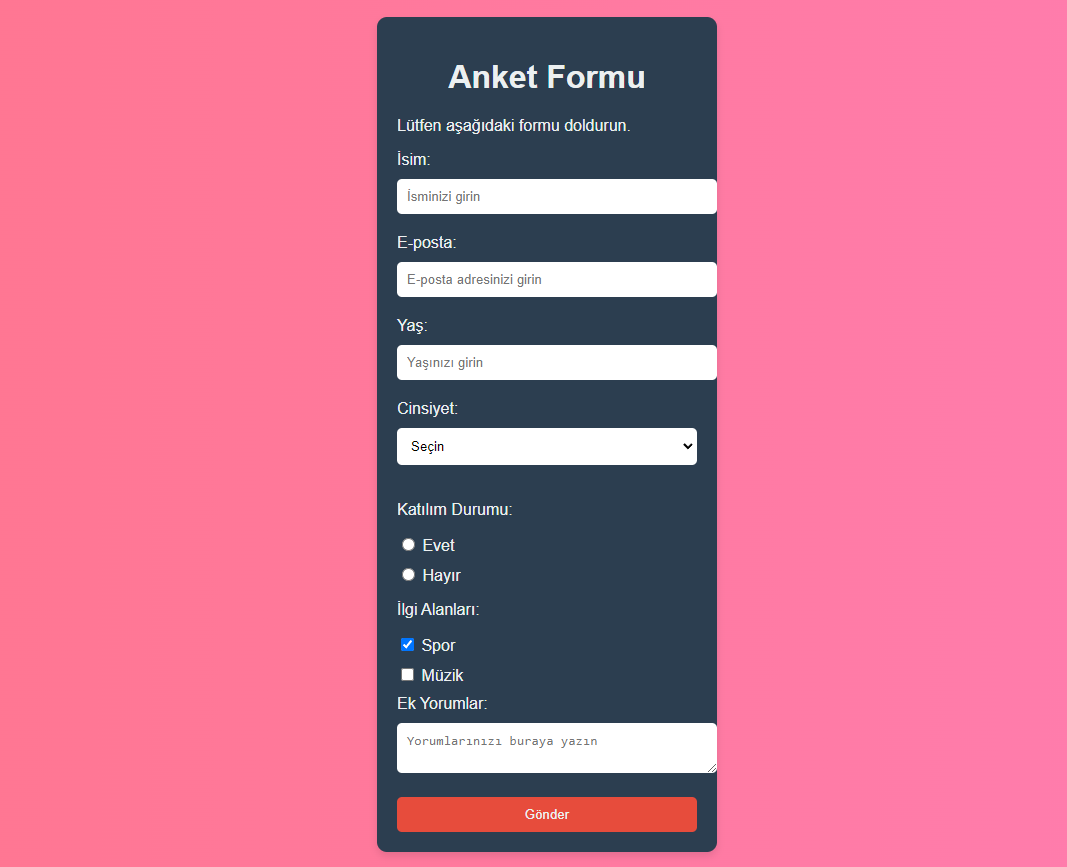 Anket Formu
Lütfen aşağıdaki formu doldurun.
İsim:
İsminizi girin
E-posta:
E-posta adresinizi girin
Yaş:
Yaşınızı girin
Cinsiyet:
Seçin
Katılım Durumu:
Evet
Hayır
İlgi Alanları:
Spor
Müzik
Ek Yorumlar:
Yorumlarınızı buraya yazın
Gönder